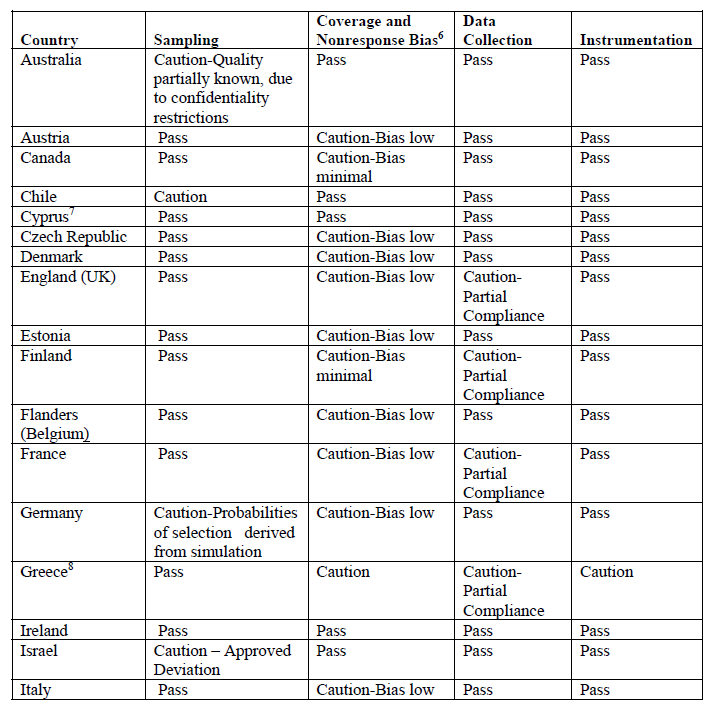 Country Sampling Coverage and Nonresponse Bias6 Data Collection Instrumentation
Australia Caution-Quality partially known, due to confidentiality restrictions Pass Pass Pass
Austria Pass Caution-Bias low Pass Pass
Canada Pass Caution-Bias minimal Pass Pass
Chile Caution Pass Pass Pass
Cyprus7 Pass Pass Pass Pass
Czech Republic Pass Caution-Bias low Pass Pass
Denmark Pass Caution-Bias low Pass Pass
England (UK) Pass Caution-Bias low Caution-Partial Compliance Pass
Estonia Pass Caution-Bias low Pass Pass
Finland Pass Caution-Bias minimal Caution-Partial Compliance Pass
Flanders (Belgium) Pass Caution-Bias low Pass Pass
France Pass Caution-Bias low Caution-Partial Compliance Pass
Germany Caution-Probabilities of selection derived from simulation Caution-Bias low Pass Pass
Greece8 Pass Caution Caution-Partial Compliance Caution
Ireland Pass Pass Pass Pass
Israel Caution – Approved Deviation Pass Pass Pass
Italy Pass Caution-Bias low Pass Pass